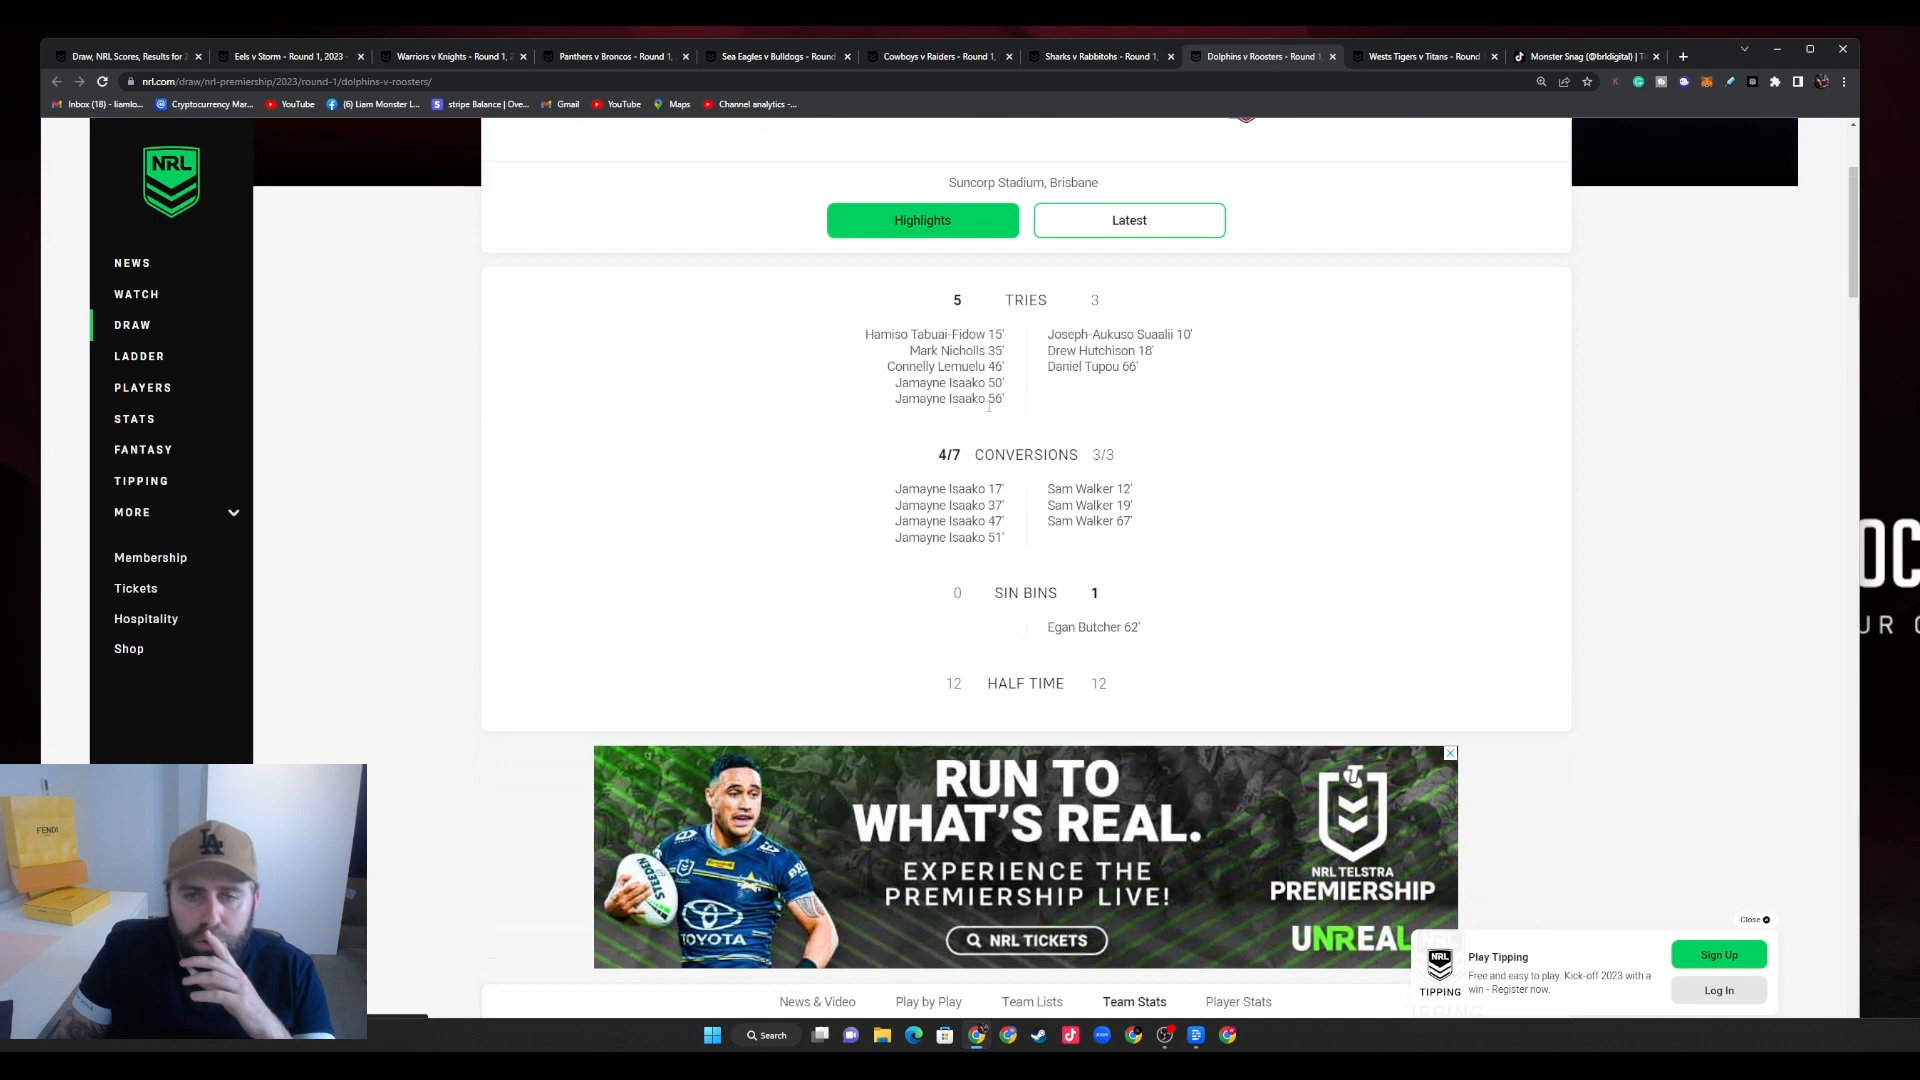 Draw, NRL Scores, Results for 2
Eels v Storm - Round 1, 2023 -
Warriors v Knights - Round 1, 2
Panthers v Broncos - Round 1,
Sea Eagles v Bulldogs - Round
Cowboys v Raiders - Round 1,
Sharks v Rabbitohs - Round 1,
Dolphins v Roosters - Round 1
Wests Tigers v Titans - Round
Monster Snag (@brldigital) | Ti
nrl.com/draw/nrl-premiership/2023/round-1/dolphins-v-roosters/
Inbox (18) - liamlo...
Cryptocurrency Mar...
YouTube
(6) Liam Monster L...
stripe Balance | Ove...
Gmail
YouTube
Maps
Channel analytics -...
NRL
NEWS
WATCH
DRAW
LADDER
PLAYERS
STATS
FANTASY
TIPPING
MORE
Membership
Tickets
Hospitality
Shop
Suncorp Stadium, Brisbane
Highlights
Latest
5 TRIES 3
Hamiso Tabuai-Fidow 15' Joseph-Aukuso Suaalii 10'
Mark Nicholls 35' Drew Hutchison 18'
Connelly Lemuelu 46' Daniel Tupou 66'
Jamayne Isaako 50'
Jamayne Isaako 56'
4/7 CONVERSIONS 3/3
Jamayne Isaako 17' Sam Walker 12'
Jamayne Isaako 37' Sam Walker 19'
Jamayne Isaako 47' Sam Walker 67'
Jamayne Isaako 51'
0 SIN BINS 1
Egan Butcher 62'
12 HALF TIME 12
OC
UR C
RUN TO
WHAT'S REAL.
EXPERIENCE THE
PREMIERSHIP LIVE!
NRL TICKETS
NRL TELSTRA
PREMIERSHIP
UNREAL
STEEDEN
TOYOTA
FENDI
LA
Close
NRL
TIPPING
Play Tipping
Free and easy to play. Kick-off 2023 with a
win - Register now.
Sign Up
Log In
News & Video
Play by Play
Team Lists
Team Stats
Player Stats
Search